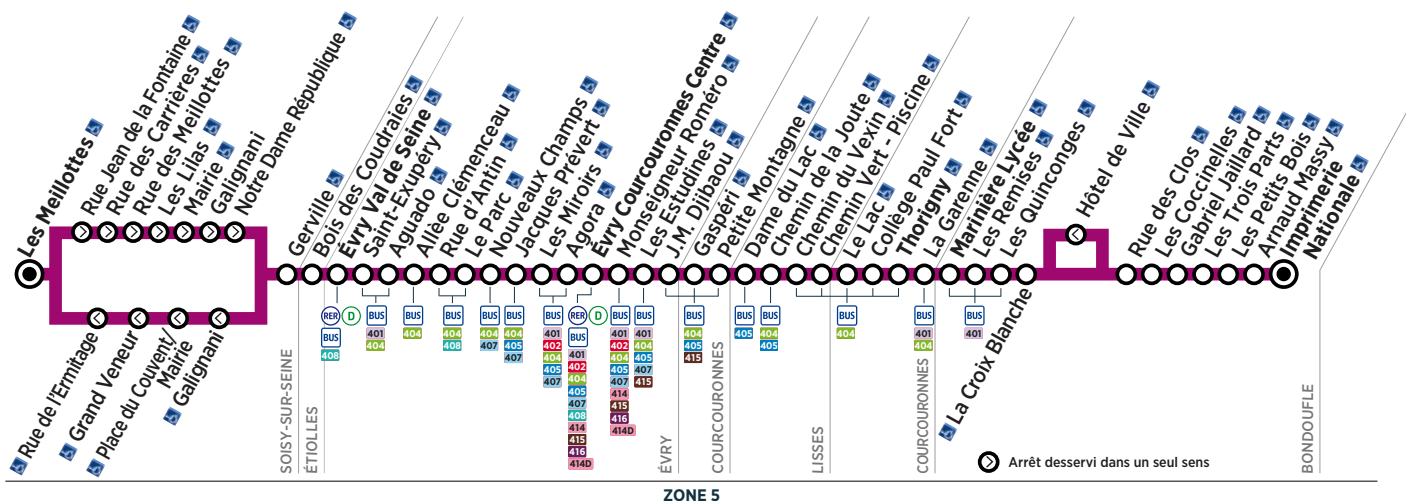 Les Meillottes
Rue Jean de la Fontaine
Rue des Carrières
Rue des Meillottes
Les Lilas
Mairie
Galignani
Notre Dame République
Rue de l'Ermitage
Grand Veneur
Place du Couvent/
Mairie
Galignani
Gerville
Bois des Coudraies
Évry Val de Seine
Saint-Exupéry
Aguado
Allée Clémenceau
Rue d'Antin
Le Parc
Nouveaux Champs
Jacques Prévert
Les Miroirs
Agora
Évry Courcouronnes Centre
Monseigneur Roméro
Les Estudines
J.M. Djibaou
Gasperi
Petite Montagne
Dame du Lac
Chemin de la Joute
Chemin du Vexin
Chemin Vert - Piscine
Le Lac
Collège Paul Fort
Thorigny
La Garenne
Marinière Lycée
Les Remises
Les Quinconges
La Croix Blanche
Hôtel de Ville
Rue des Clos
Les Coccinelles
Gabriel Jaillard
Les Trois Parts
Les Petits Bois
Arnaud Massy
Imprimerie
Nationale
RER D
BUS
408
BUS
401
404
BUS
404
BUS
404
408
BUS
404
407
BUS
404
405
407
BUS
401
402
404
405
407
RER D
BUS
401
402
404
405
407
408
414
415
416
414D
BUS
401
402
404
405
407
414
415
416
414D
BUS
401
404
405
407
415
BUS
404
405
415
BUS
405
BUS
404
405
BUS
404
BUS
401
404
BUS
401
SOISY-SUR-SEINE
ÉTIOLLES
ÉVRY
COURCOURONNES
LISSES
COURCOURONNES
BONDOUFLE
Arrêt desservi dans un seul sens
ZONE 5